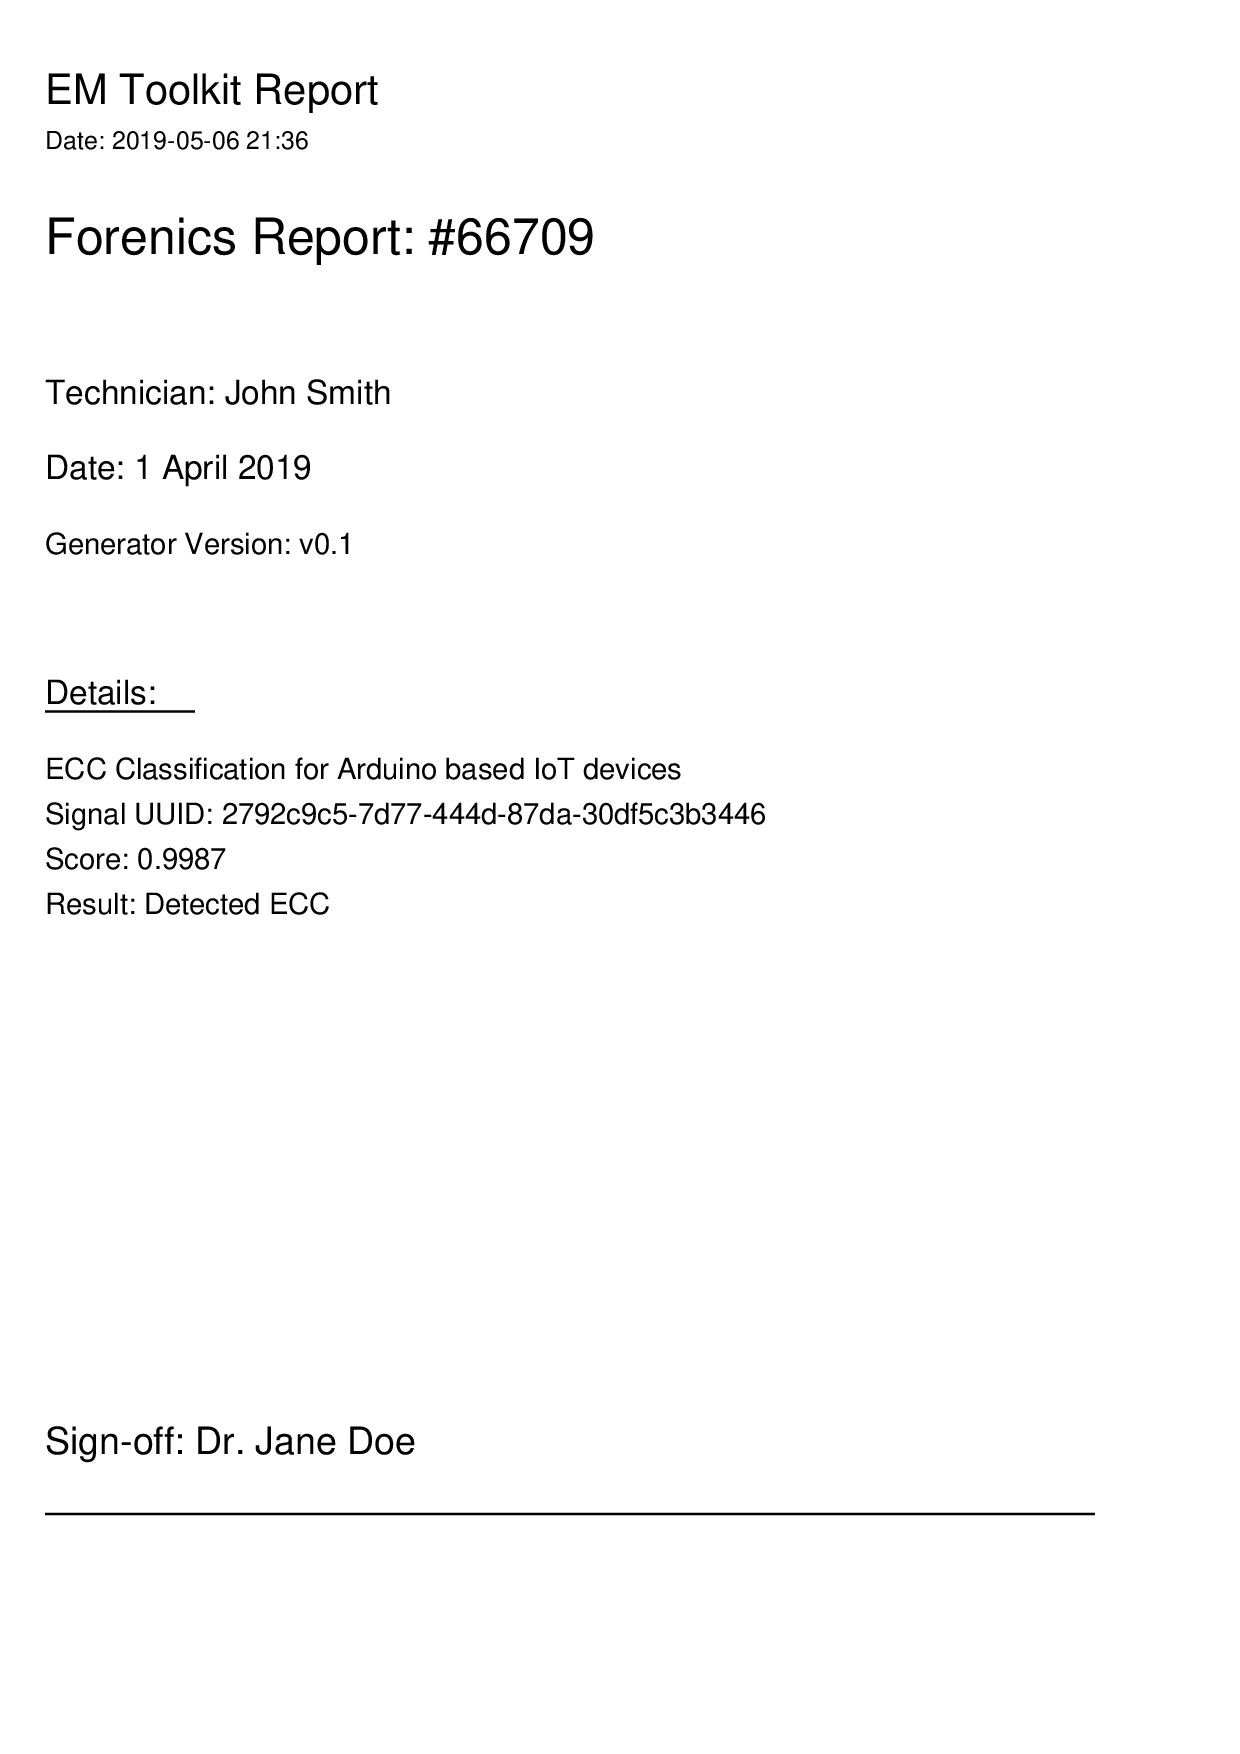 EM Toolkit Report
Date: 2019-05-06 21:36
Forenics Report: #66709
Technician: John Smith
Date: 1 April 2019
Generator Version: v0.1
Details:
ECC Classification for Arduino based IoT devices
Signal UUID: 2792c9c5-7d77-444d-87da-30df5c3b3446
Score: 0.9987
Result: Detected ECC
Sign-off: Dr. Jane Doe